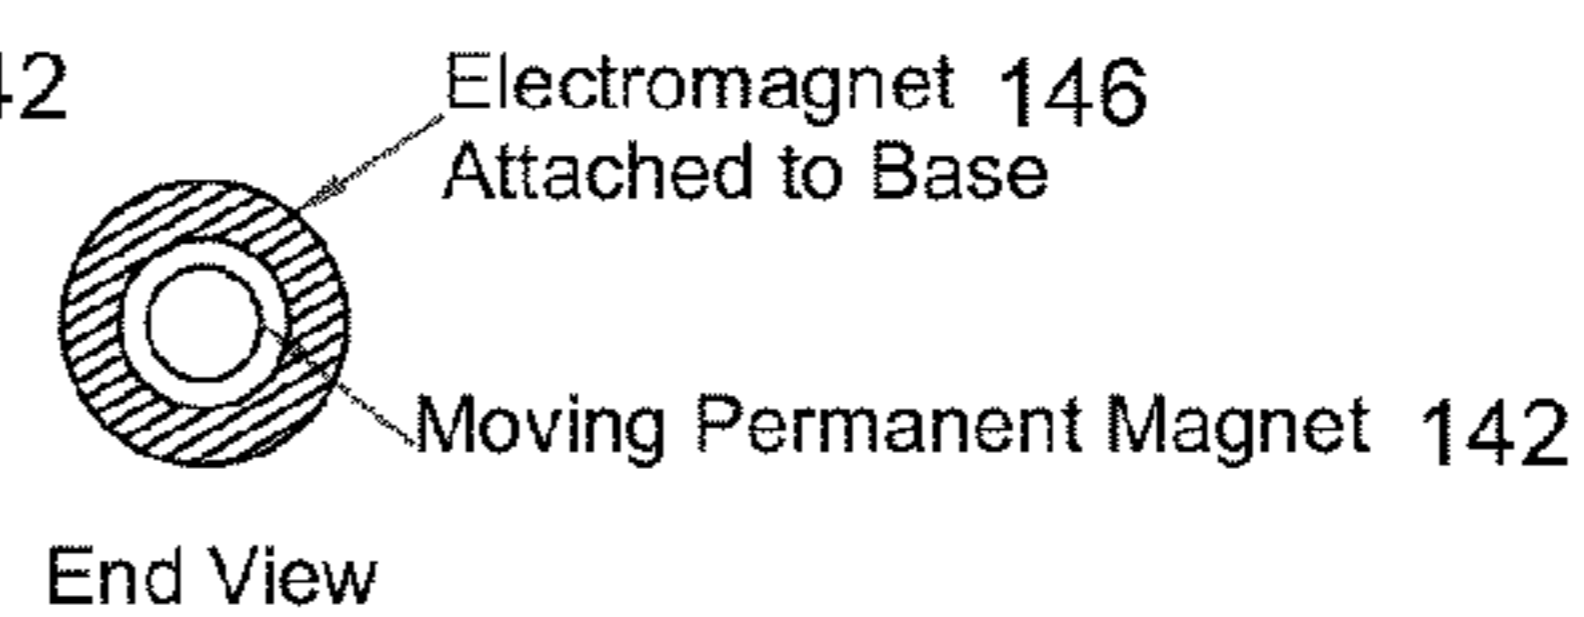 42
Electromagnet 146
Attached to Base
Moving Permanent Magnet 142
End View